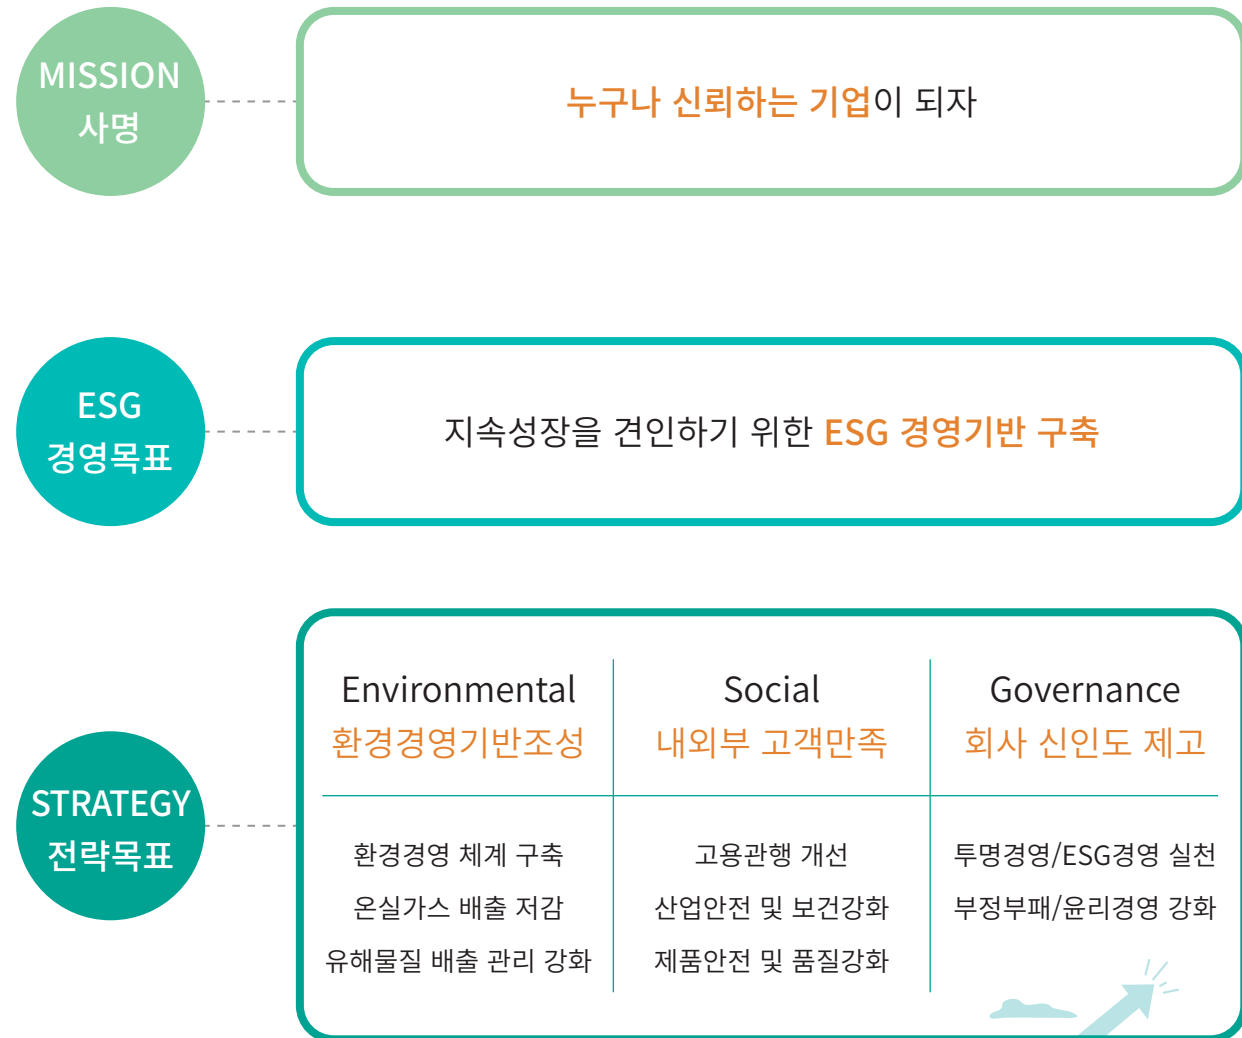 MISSION
사명
누구나 신뢰하는 기업이 되자
ESG
경영목표
지속성장을 견인하기 위한 ESG 경영기반 구축
STRATEGY
전략목표
Environmental
환경경영기반조성
환경경영 체계 구축
온실가스 배출 저감
유해물질 배출 관리 강화
Social
내외부 고객만족
고용관행 개선
산업안전 및 보건강화
제품안전 및 품질강화
Governance
회사 신인도 제고
투명경영/ESG경영 실천
부정부패/윤리경영 강화